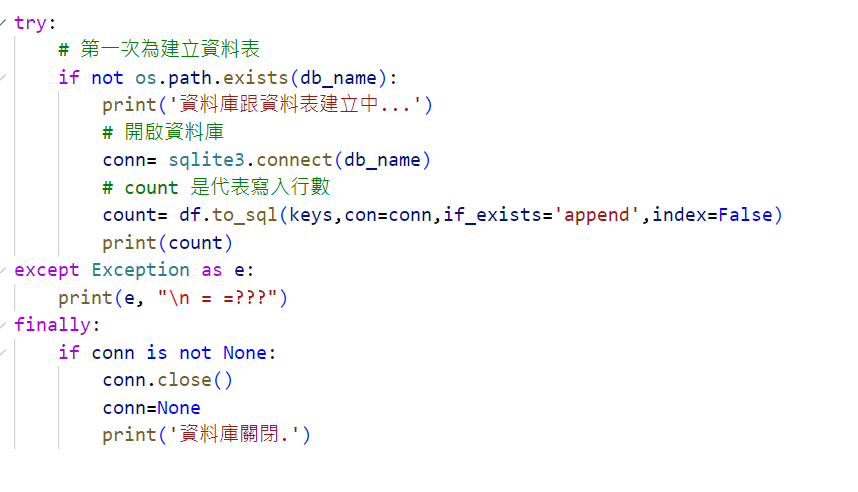 try:
    # 第一次為建立資料表
    if not os.path.exists(db_name):
        print('資料庫跟資料表建立中...')
        # 開啟資料庫
        conn= sqlite3.connect(db_name)
        # count 是代表寫入行數
        count= df.to_sql(keys,con=conn,if_exists='append',index=False)
        print(count)
except Exception as e:
    print(e, "\n = =???")
finally:
    if conn is not None:
        conn.close()
        conn=None
        print('資料庫關閉.')